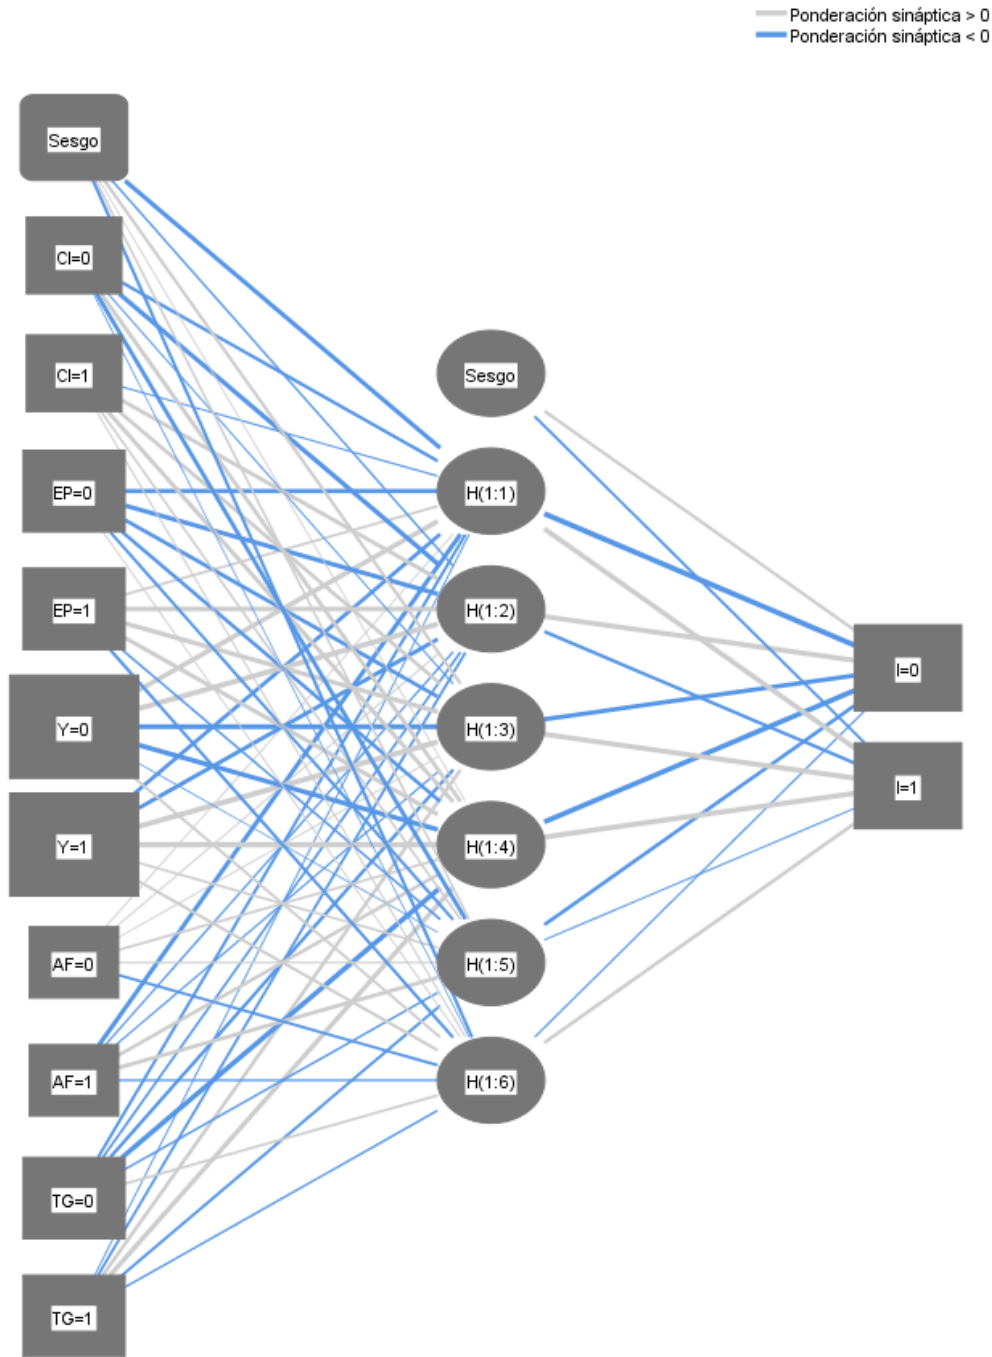 Ponderación sináptica > 0
Ponderación sináptica < 0
Sesgo
CI=0
CI=1
EP=0
EP=1
Y=0
Y=1
AF=0
AF=1
TG=0
TG=1
Sesgo
H(1:1)
H(1:2)
H(1:3)
H(1:4)
H(1:5)
H(1:6)
I=0
I=1